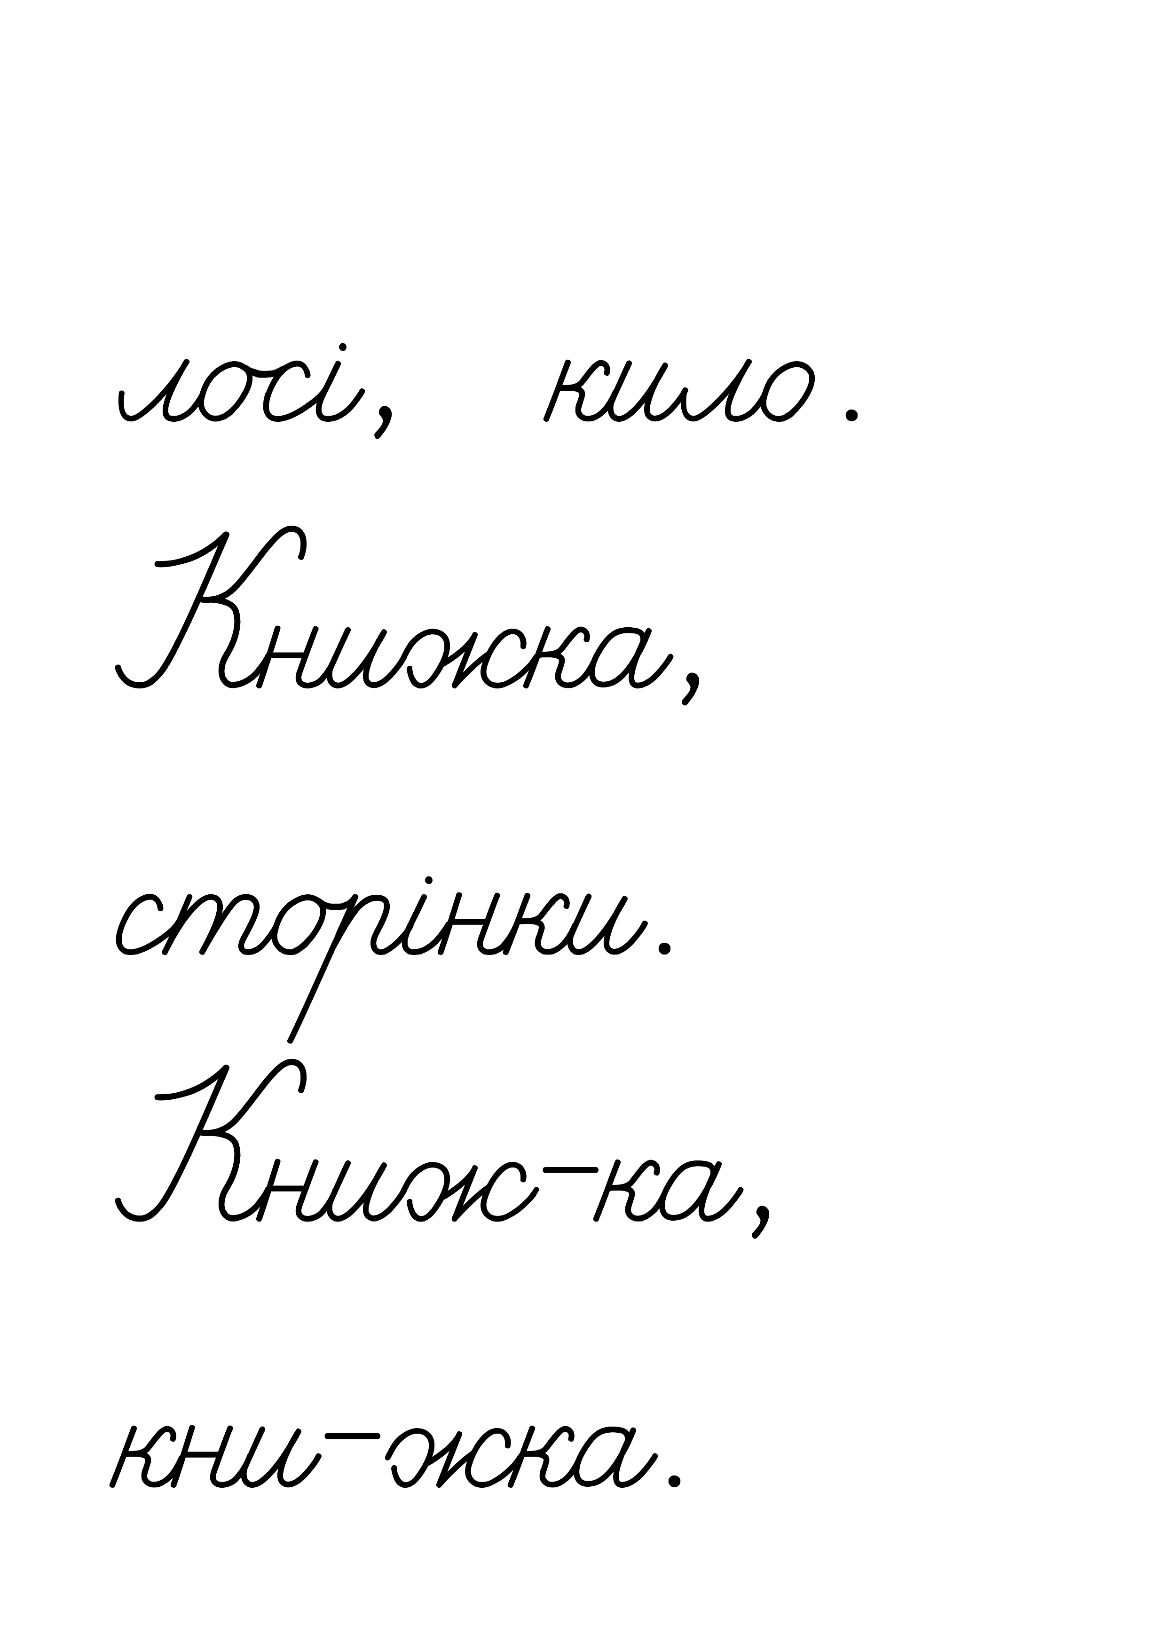 лосі, кило.
Книжка,
сторінки.
Книж-ка,
кни-жка.